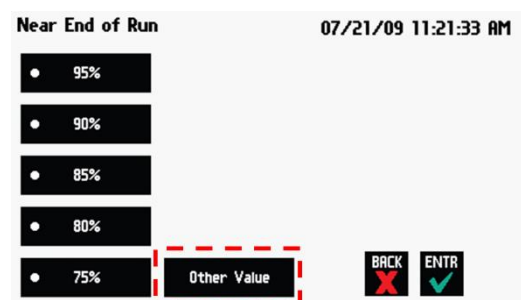 Near End of Run 07/21/09 11:21:33 AM
95%
90%
85%
80%
75% Other Value BACK ENTR